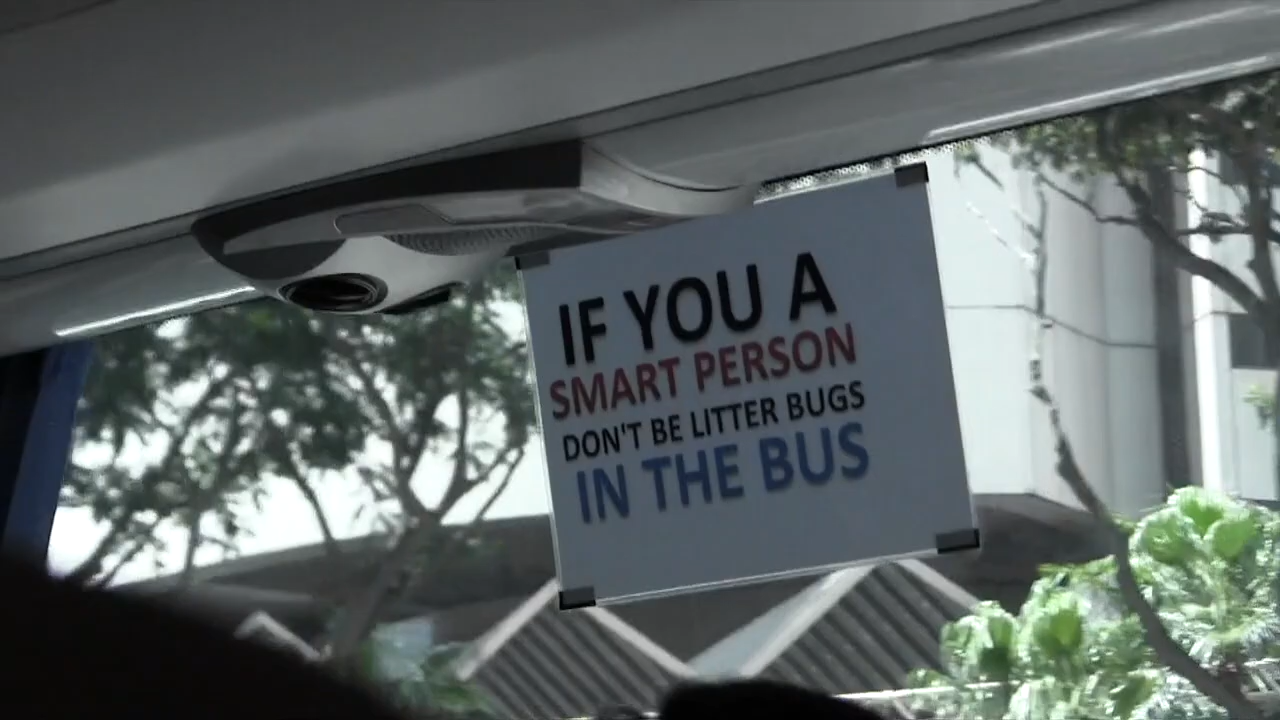 IF YOU A
SMART PERSON
DON'T BE LITTER BUGS
IN THE BUS